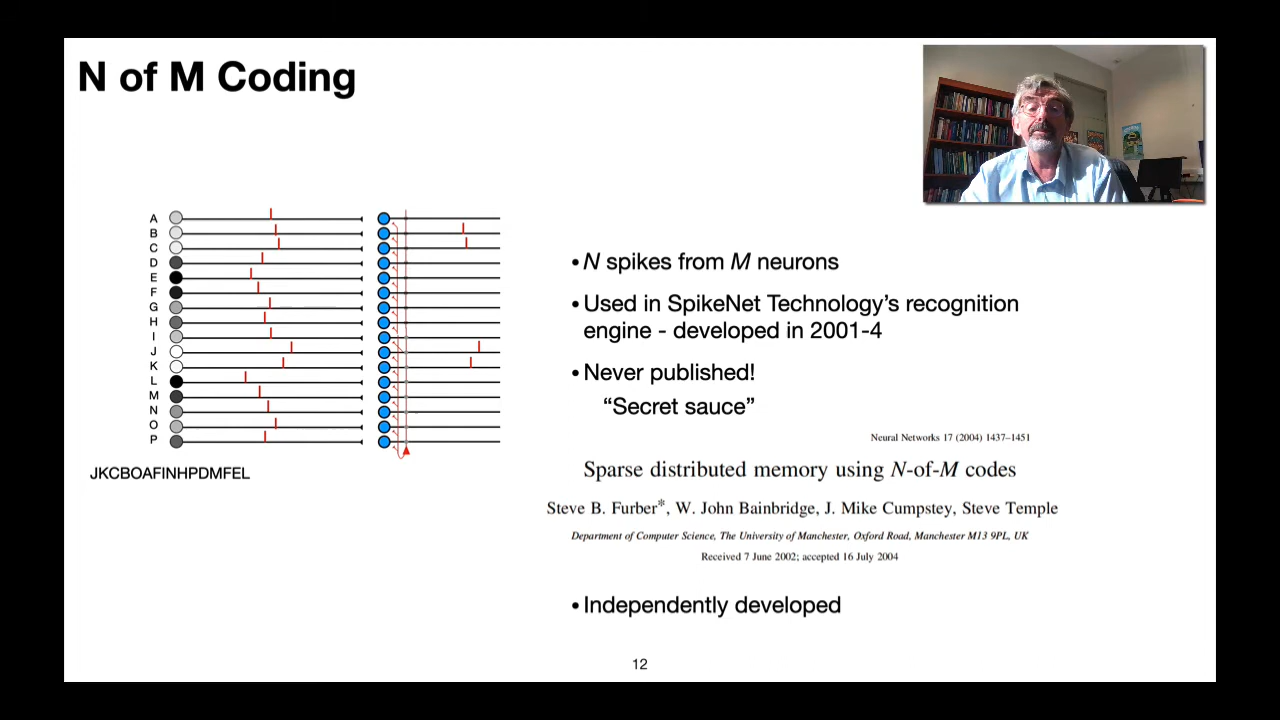 N of M Coding
A
B
C
D
E
F
G
H
I
J
K
L
M
N
O
P
JKCBOAFINHPDMFEL
• N spikes from M neurons
• Used in SpikeNet Technology's recognition
engine - developed in 2001-4
• Never published!
"Secret sauce"
Neural Networks 17 (2004) 1437–1451
Sparse distributed memory using N-of-M codes
Steve B. Furber*, W. John Bainbridge, J. Mike Cumpstey, Steve Temple
Department of Computer Science, The University of Manchester, Oxford Road, Manchester M13 9PL, UK
Received 7 June 2002; accepted 16 July 2004
• Independently developed
12